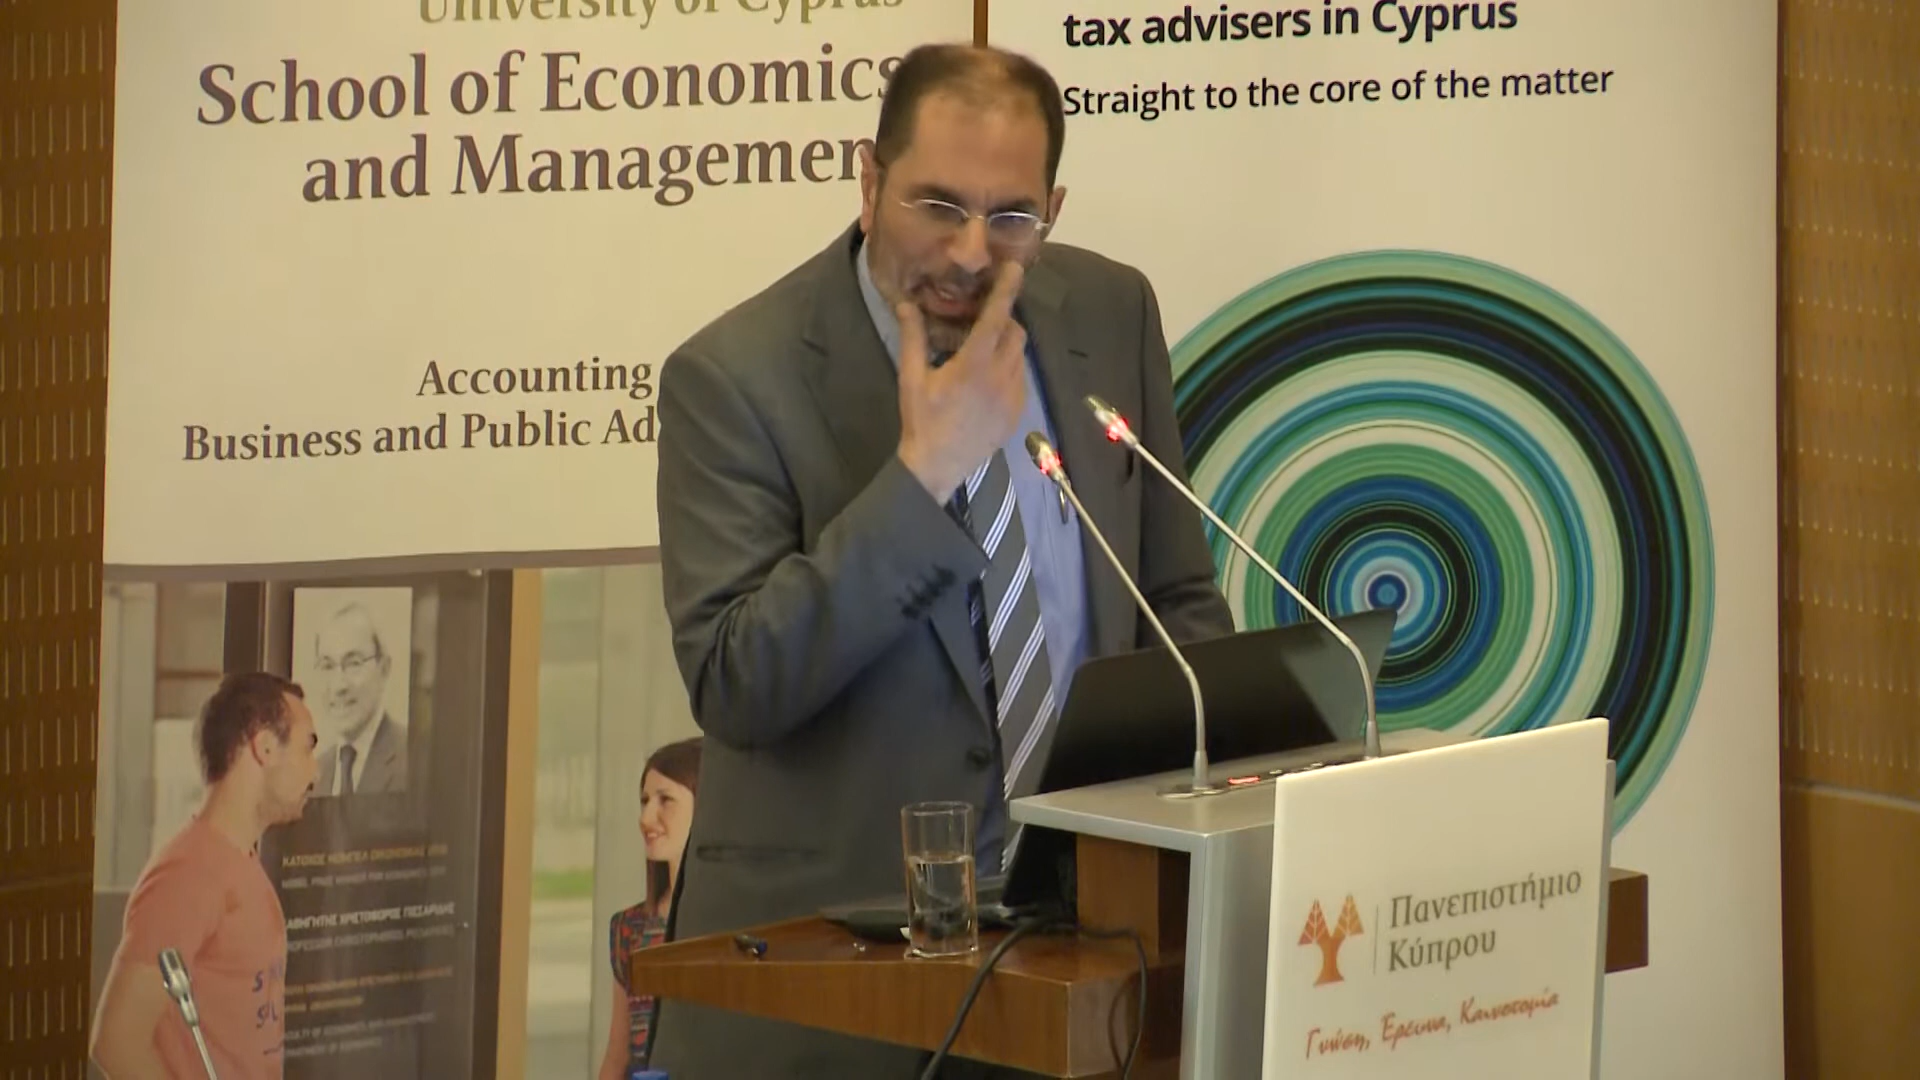 University of Cyprus
School of Economics
and Managemen
Accounting
Business and Public Ad
tax advisers in Cyprus
Straight to the core of the matter
Πανεπιστήμιο
Κύπρου
Γνώση, Έρευνα, Καινοτομία